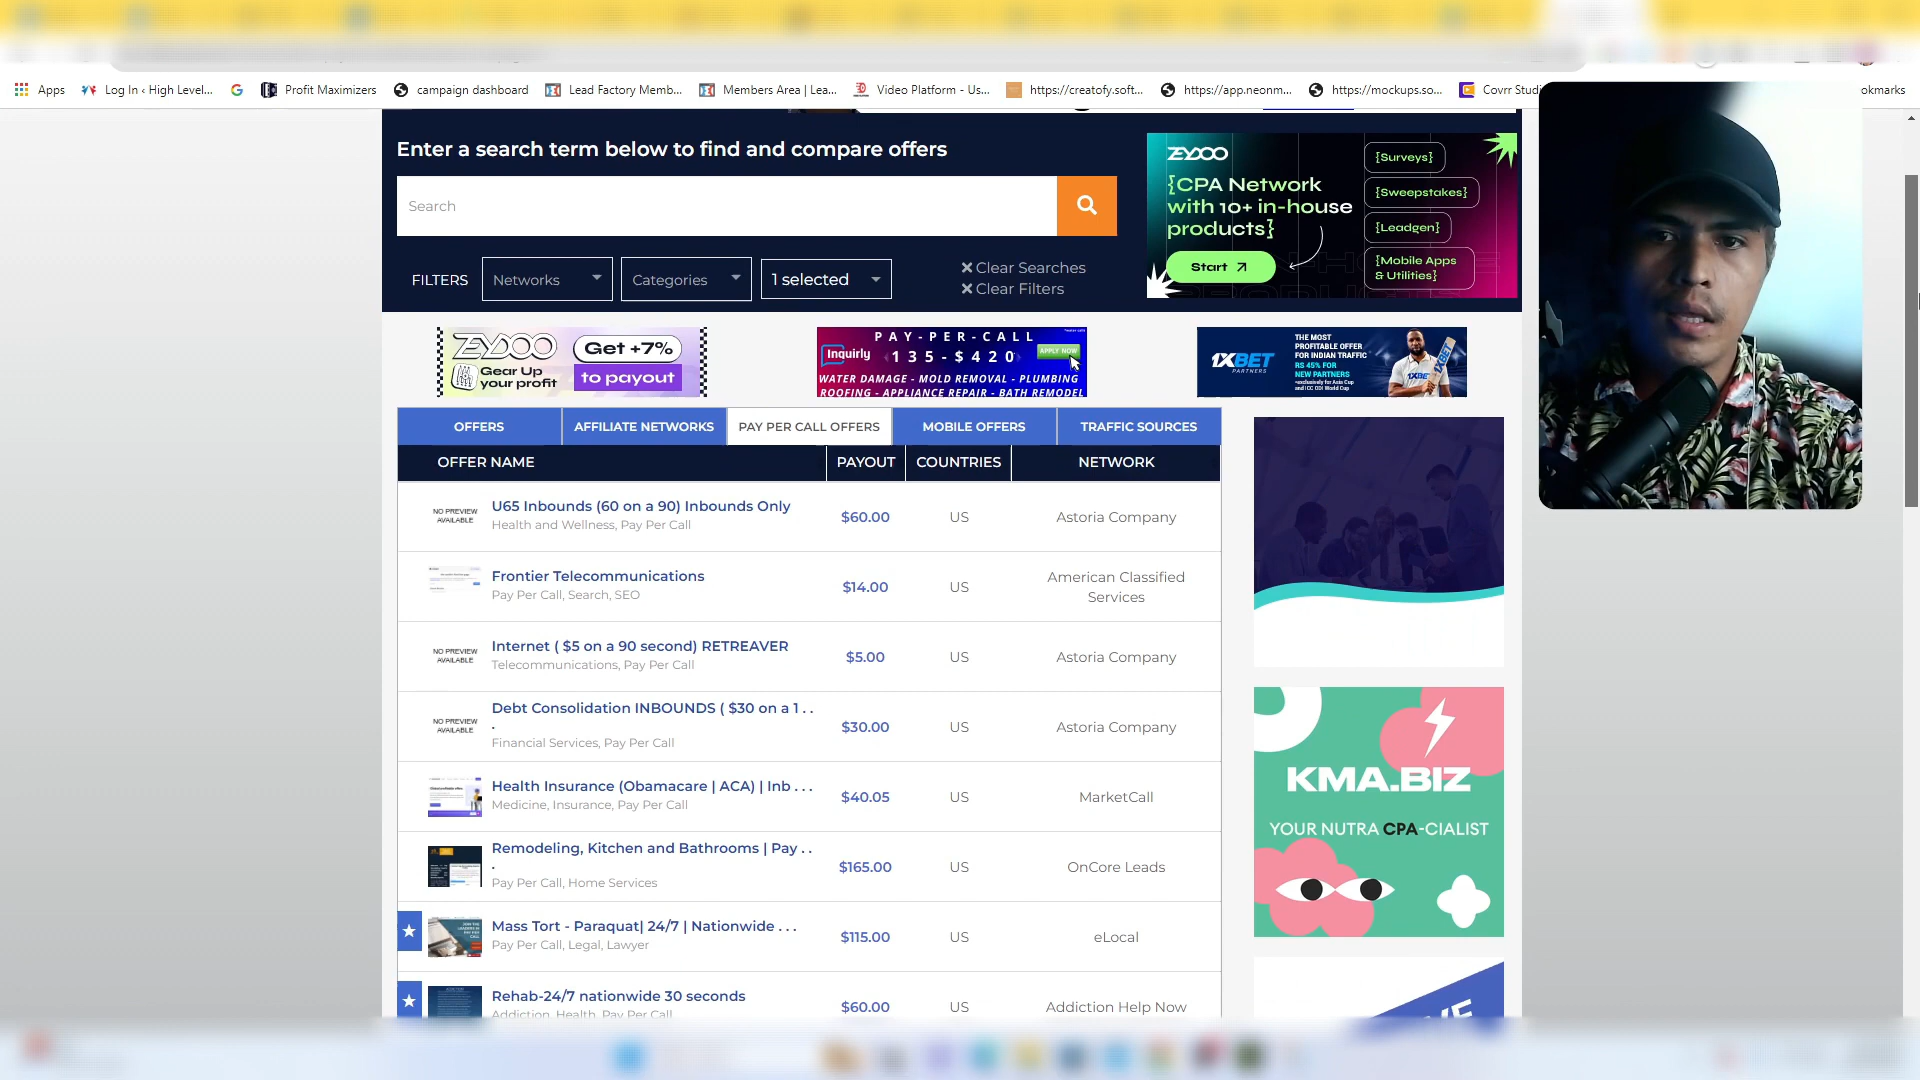 Apps
Log In ‹ High Level...
Profit Maximizers
campaign dashboard
Lead Factory Memb...
Members Area | Lea...
Video Platform - Us...
https://creatofy.soft...
https://app.neonm...
https://mockups.so...
Covrr Studi
okmarks
Enter a search term below to find and compare offers
Search
FILTERS
Networks
Categories
1 selected
Clear Searches
Clear Filters
ZEYDOO
{CPA Network
with 10+ in-house
products}
Start
{Surveys}
{Sweepstakes}
{Leadgen}
{Mobile Apps
& Utilities}
ZEYDOO
Gear Up
your profit
Get +7%
to payout
PAY-PER-CALL
Inquirly
135-$420
APPLY NOW
WATER DAMAGE - MOLD REMOVAL - PLUMBING
ROOFING - APPLIANCE REPAIR - BATH REMODEL
1XBET
PARTNERS
THE MOST
PROFITABLE OFFER
FOR INDIAN TRAFFIC
RS 45% FOR
NEW PARTNERS
*exclusively for Asia Cup
and ICC ODI World Cup
OFFERS
AFFILIATE NETWORKS
PAY PER CALL OFFERS
MOBILE OFFERS
TRAFFIC SOURCES
OFFER NAME
PAYOUT
COUNTRIES
NETWORK
NO PREVIEW
AVAILABLE
U65 Inbounds (60 on a 90) Inbounds Only
Health and Wellness, Pay Per Call
$60.00
US
Astoria Company
Frontier Telecommunications
Pay Per Call, Search, SEO
$14.00
US
American Classified
Services
NO PREVIEW
AVAILABLE
Internet ( $5 on a 90 second) RETREAVER
Telecommunications, Pay Per Call
$5.00
US
Astoria Company
NO PREVIEW
AVAILABLE
Debt Consolidation INBOUNDS ( $30 on a 1 . .
.
Financial Services, Pay Per Call
$30.00
US
Astoria Company
Health Insurance (Obamacare | ACA) | Inb . . .
Medicine, Insurance, Pay Per Call
$40.05
US
MarketCall
Remodeling, Kitchen and Bathrooms | Pay . .
.
Pay Per Call, Home Services
$165.00
US
OnCore Leads
Mass Tort - Paraquat| 24/7 | Nationwide . . .
Pay Per Call, Legal, Lawyer
$115.00
US
eLocal
Rehab-24/7 nationwide 30 seconds
Addiction, Health, Pay Per Call
$60.00
US
Addiction Help Now
KMA.BIZ
YOUR NUTRA CPA-CIALIST